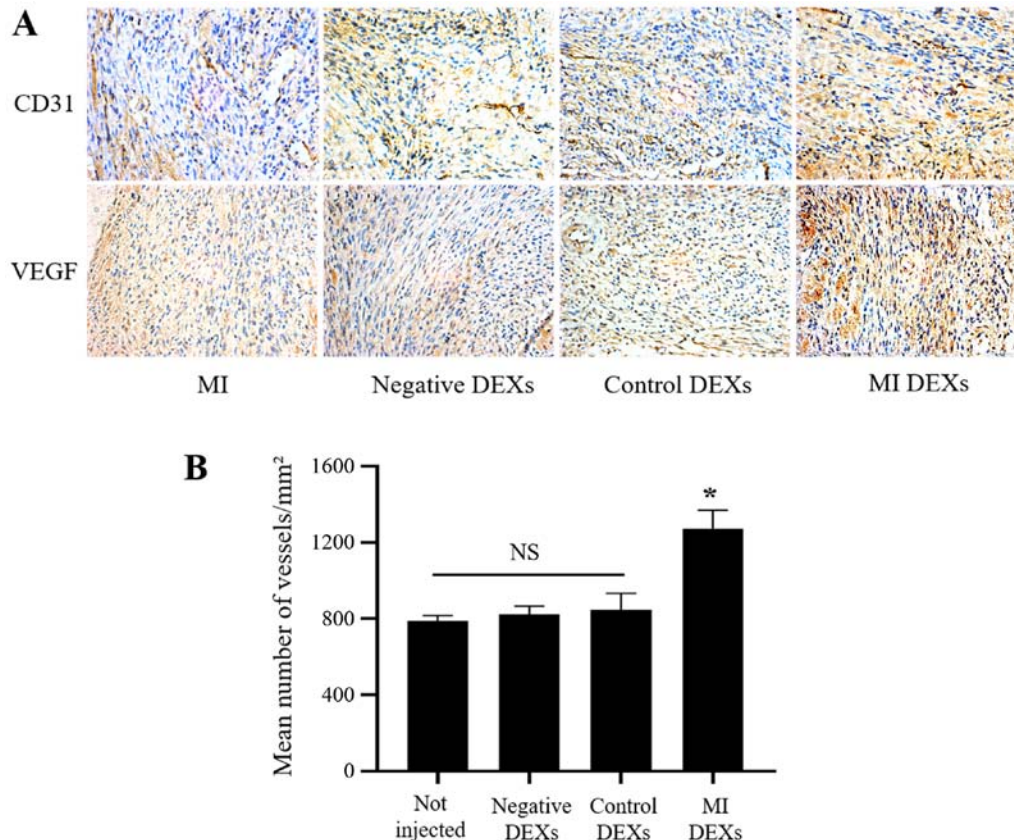 A
CD31
VEGF
MI Negative DEXs Control DEXs MI DEXs
B
Mean number of vessels/mm²
1600
1200
800
400
0
NS
*
Not injected
Negative DEXs
Control DEXs
MI DEXs